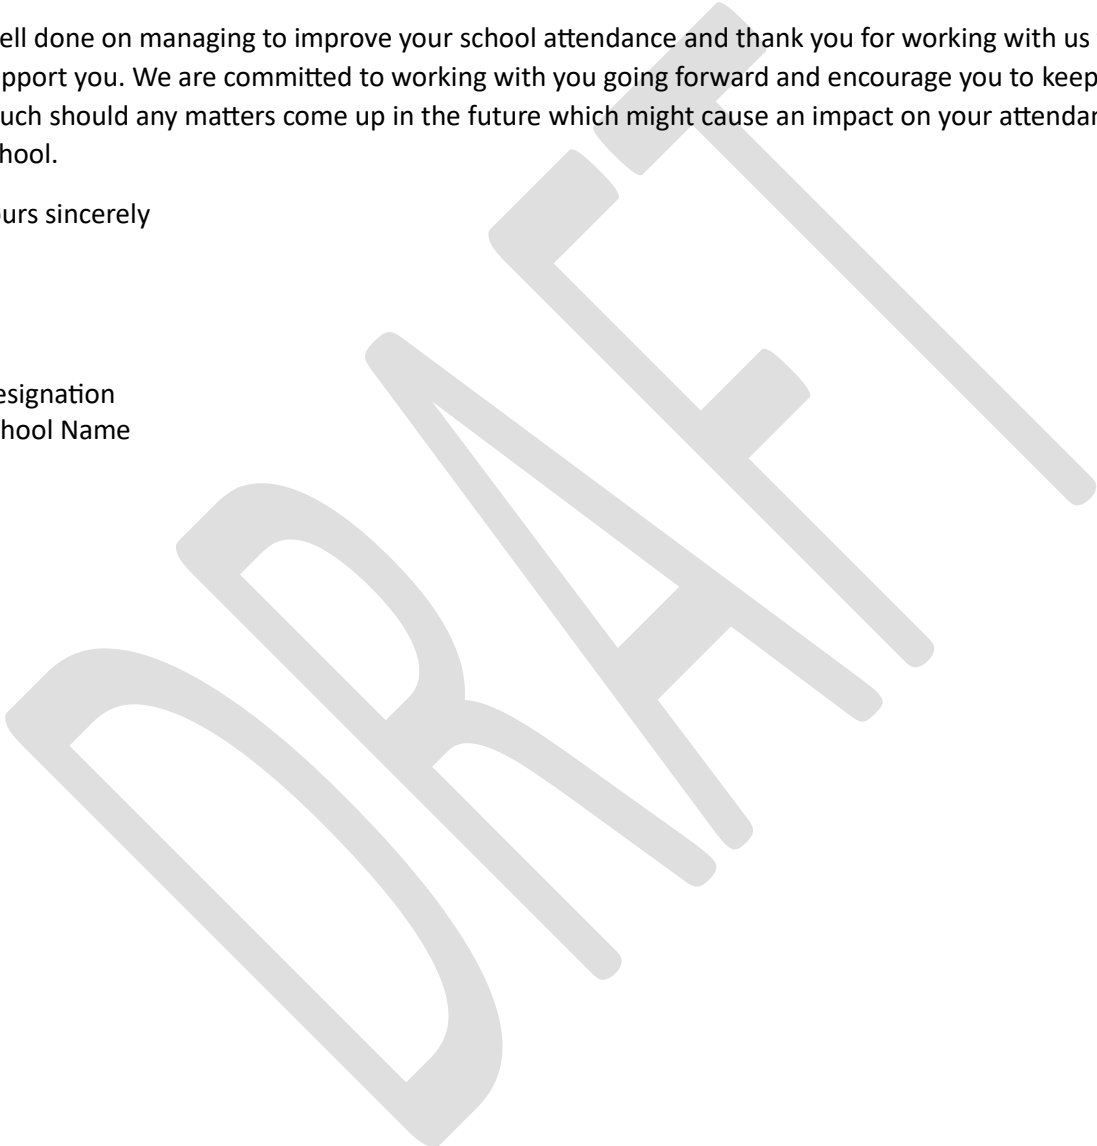 ell done on managing to improve your school attendance and thank you for working with us
pport you. We are committed to working with you going forward and encourage you to keep
uch should any matters come up in the future which might cause an impact on your attendan
hool.
ours sincerely
esignation
hool Name
DRAFT